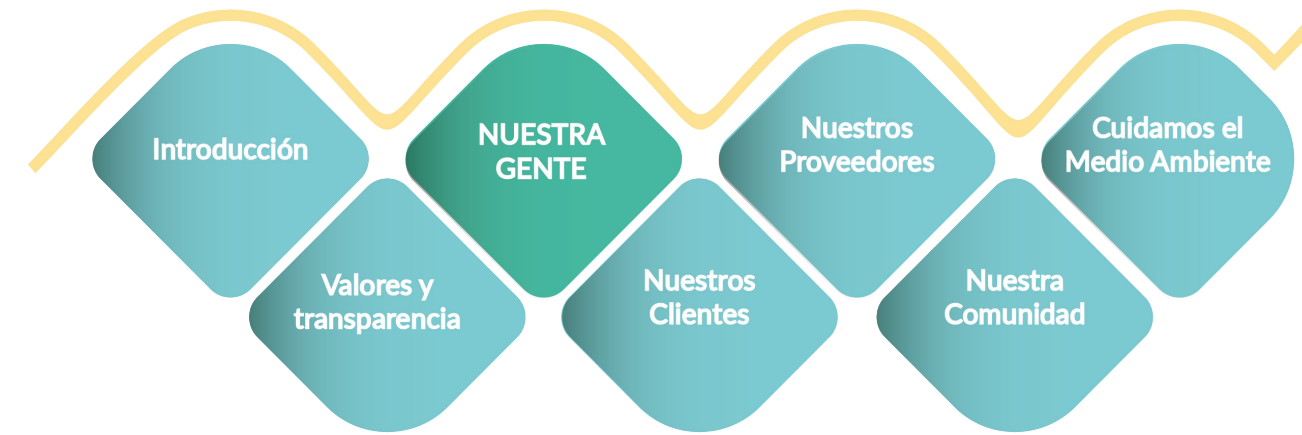 Introducción
Valores y
transparencia
NUESTRA
GENTE
Nuestros
Clientes
Nuestros
Proveedores
Nuestra
Comunidad
Cuidamos el
Medio Ambiente